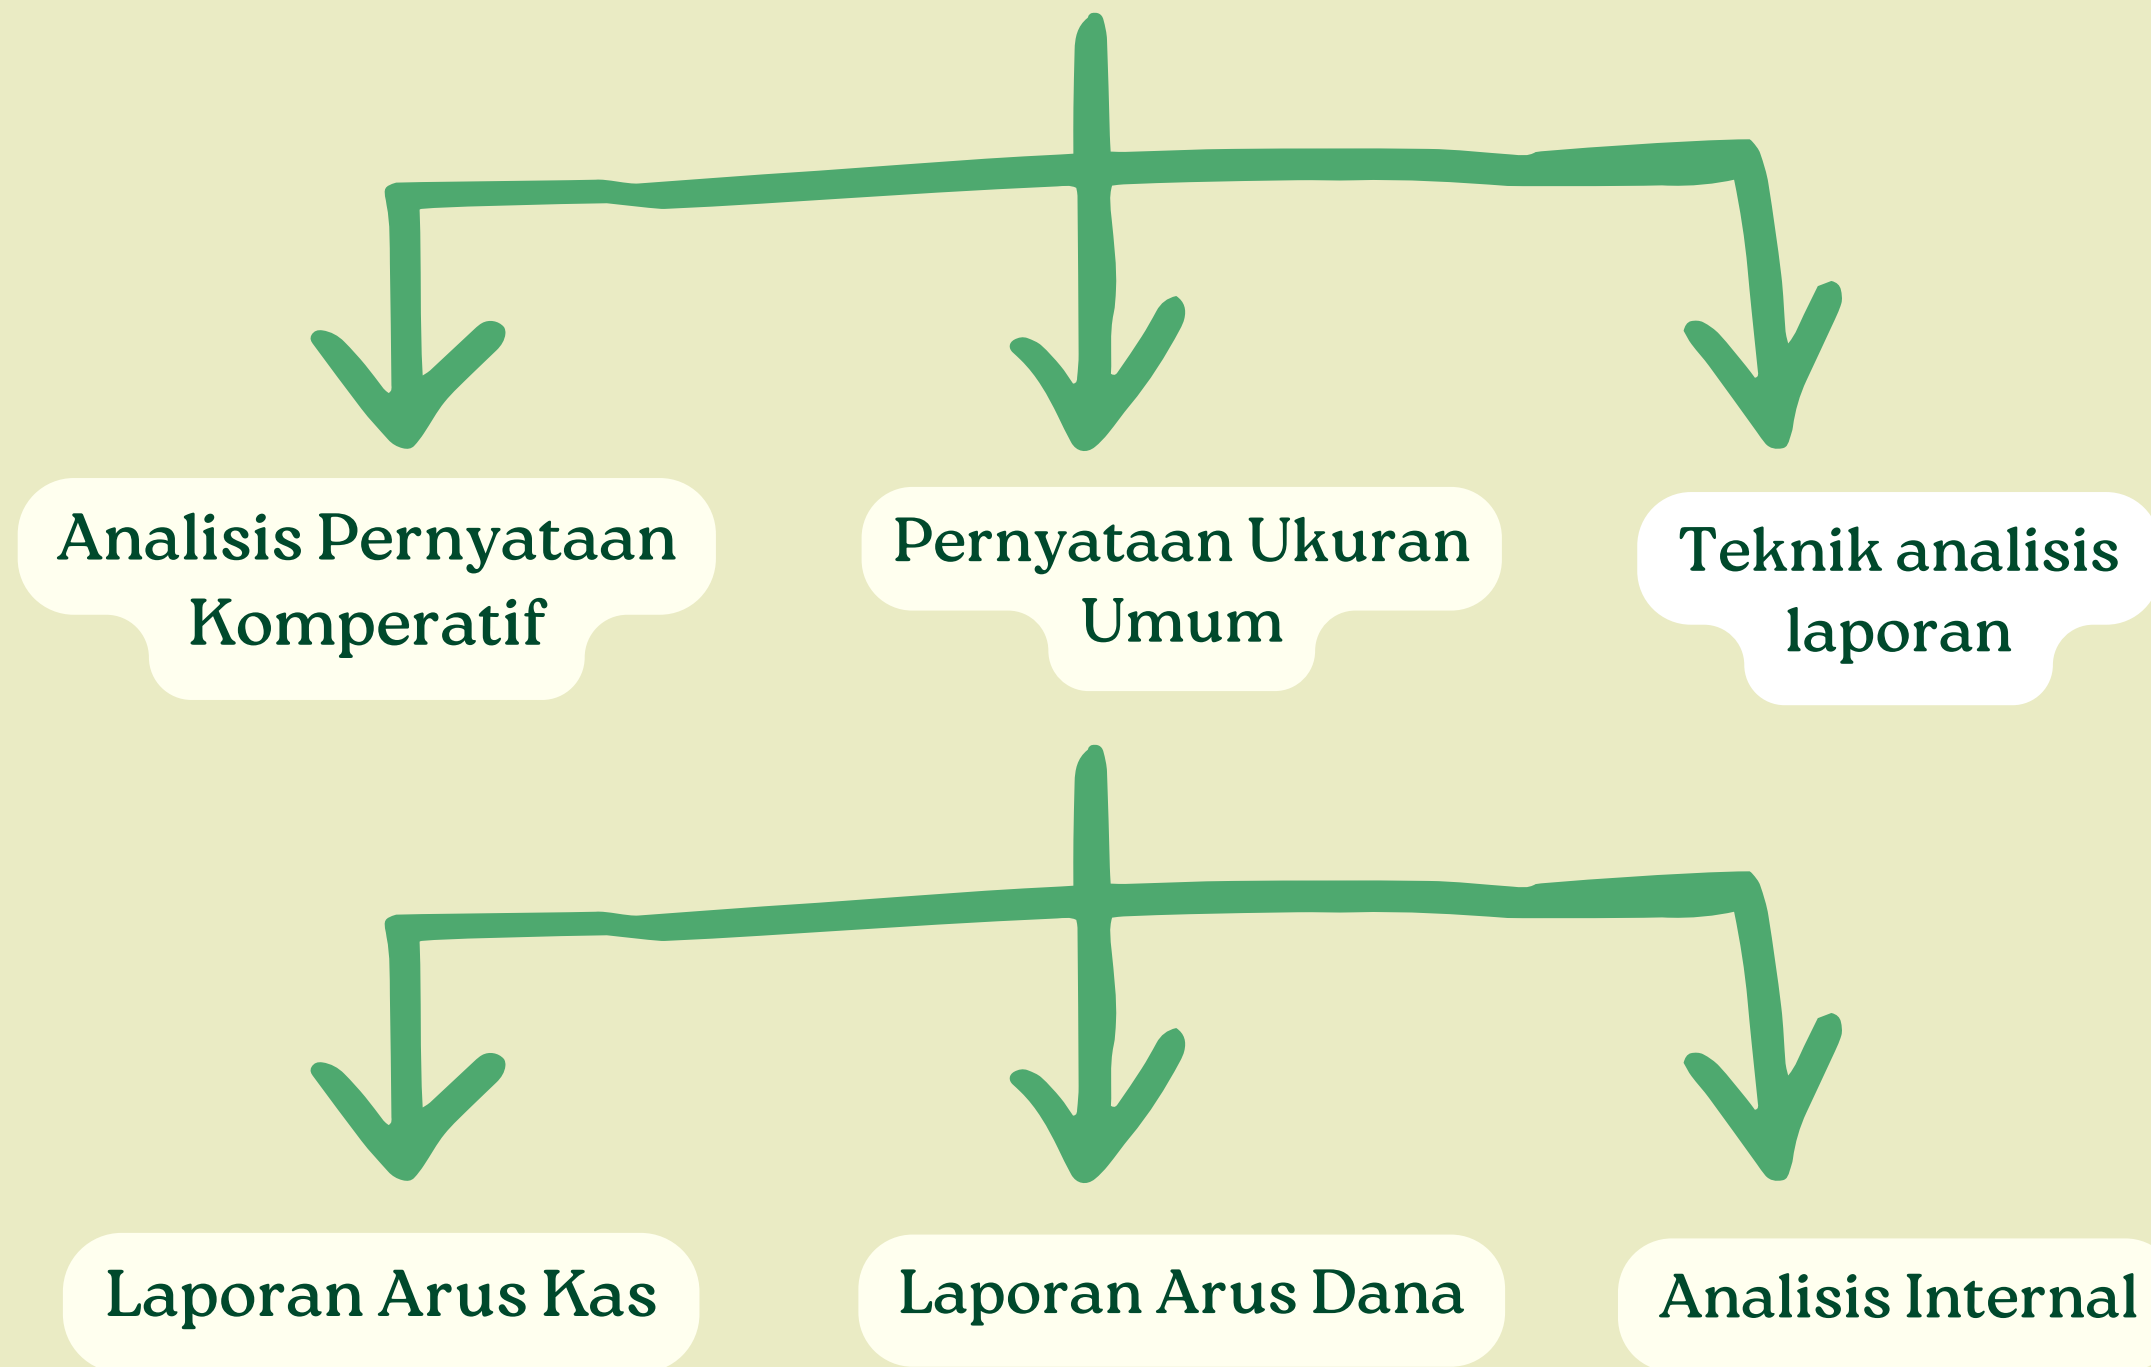 Analisis Pernyataan
Komperatif
Pernyataan Ukuran
Umum
Teknik analisis
laporan
Laporan Arus Kas
Laporan Arus Dana
Analisis Internal